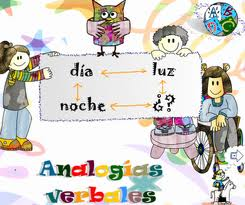 día luz
noche ¿?
Analogías
verbales